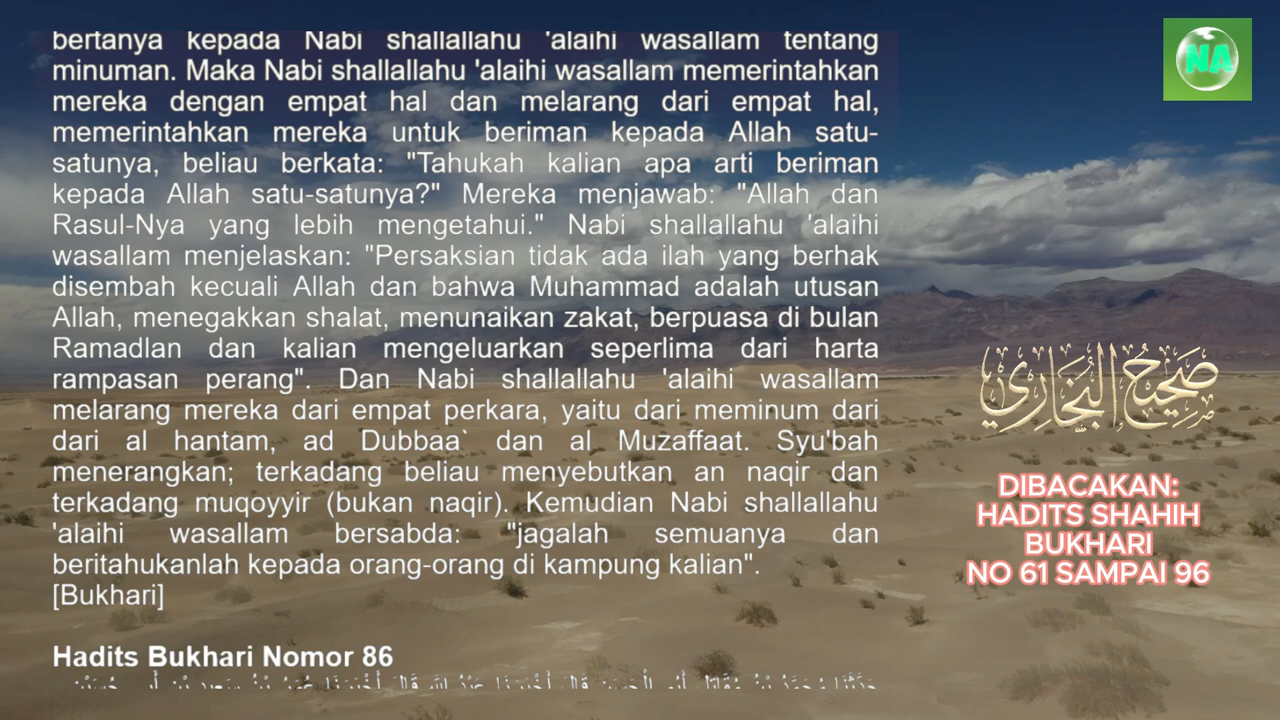 bertanya kepada Nabi shallallahu 'alaihi wasallam tentang
minuman. Maka Nabi shallallahu 'alaihi wasallam memerintahkan
mereka dengan empat hal dan melarang dari empat hal,
memerintahkan mereka untuk beriman kepada Allah satu-
satunya, beliau berkata: "Tahukah kalian apa arti beriman
kepada Allah satu-satunya?" Mereka menjawab: "Allah dan
Rasul-Nya yang lebih mengetahui." Nabi shallallahu 'alaihi
wasallam menjelaskan: "Persaksian tidak ada ilah yang berhak
disembah kecuali Allah dan bahwa Muhammad adalah utusan
Allah, menegakkan shalat, menunaikan zakat, berpuasa di bulan
Ramadlan dan kalian mengeluarkan seperlima dari harta
rampasan perang". Dan Nabi shallallahu 'alaihi wasallam
melarang mereka dari empat perkara, yaitu dari meminum dari
dari al hantam, ad Dubbaa` dan al Muzaffaat. Syu'bah
menerangkan; terkadang beliau menyebutkan an naqir dan
terkadang muqoyyir (bukan naqir). Kemudian Nabi shallallahu
'alaihi wasallam bersabda: "jagalah semuanya dan
beritahukanlah kepada orang-orang di kampung kalian".
[Bukhari]
Hadits Bukhari Nomor 86
NA
صَحِيحُ الْبُخَارِي
DIBACAKAN:
HADITS SHAHIH
BUKHARI
NO 61 SAMPAI 96